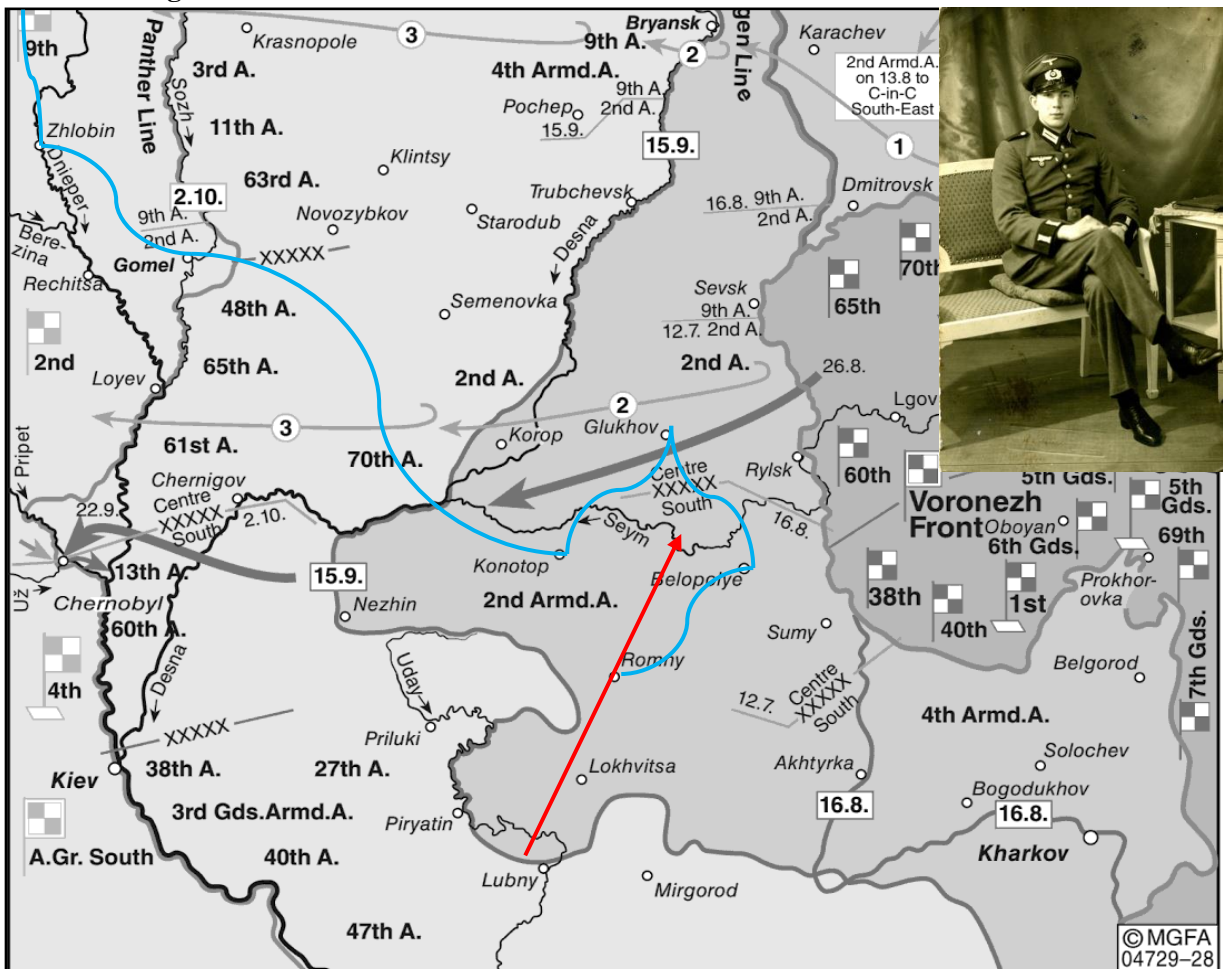 9th
Panther Line
Krasnopole
3
Bryansk
9th A.
2
gen Line
Karachev
3rd A.
4th Armd.A.
2nd Armd.A.
on 13.8 to
C-in-C
South-East
Sozh
Pochep
9th A.
2nd A.
15.9.
11th A.
Zhlobin
Klintsy
15.9.
1
63rd A.
Dnieper
2.10.
Trubchevsk
Dmitrovsk
16.8. 9th A.
2nd A.
Novozybkov
Starodub
9th A.
2nd A.
Bere-
zina
Desna
Gomel
XXXXX
70th
Rechitsa
65th
48th A.
Semenovka
Sevsk
9th A.
12.7. 2nd A.
2nd
65th A.
2nd A.
2nd A.
26.8.
Loyev
3
2
Lgov
Glukhov
61st A.
Korop
Pripet
70th A.
Rylsk
60th
Chernigov
Centre
XXXXX
South
Centre
XXXXX
South
5th Gds.
5th
Gds.
22.9.
2.10.
16.8.
Voronezh
Front
Oboyan
Seym
6th Gds.
69th
Konotop
13th A.
15.9.
Belopolye
38th
1st
Prokhor-
ovka
Už
Chernobyl
Nezhin
2nd Armd.A.
40th
60th A.
Sumy
Romny
Belgorod
7th Gds.
4th
Desna
Uday
12.7.
Centre
XXXXX
South
4th Armd.A.
XXXXX
Priluki
Kiev
38th A.
27th A.
Lokhvitsa
Akhtyrka
Solochev
3rd Gds.Armd.A.
16.8.
Bogodukhov
16.8.
Piryatin
A.Gr. South
40th A.
Kharkov
Lubny
Mirgorod
47th A.
© MGFA
04729–28